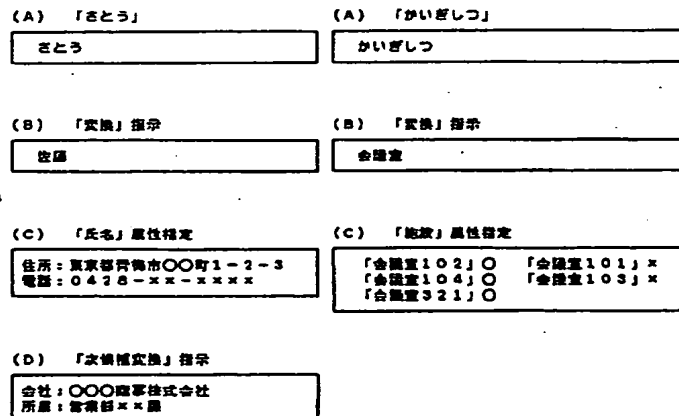 (A) 「さとう」
さとう
(B) 「変換」指示
佐藤
(C) 「氏名」属性指定
住所:東京都青梅市〇〇町1-2-3
電話:0428-××-××××
(D) 「次候補変換」指示
会社:〇〇〇商事株式会社
所属:営業部××課
(A) 「かいぎしつ」
かいぎしつ
(B) 「変換」指示
会議室
(C) 「施設」属性指定
「会議室102」〇 「会議室101」×
「会議室104」〇 「会議室103」×
「会議室321」〇